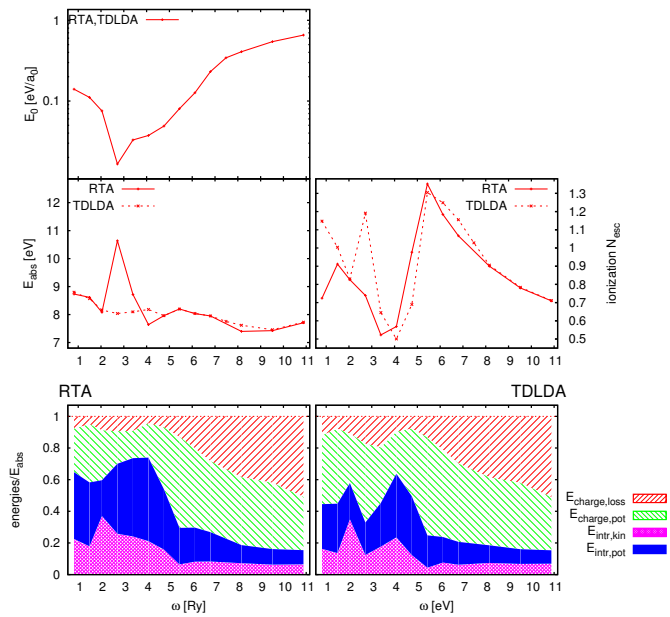 RTA,TDLDA
1
0.1
E0 [eV/a0]
RTA
TDLDA
12
11
10
9
8
7
Eabs [eV]
1 2 3 4 5 6 7 8 9 10 11
RTA
TDLDA
1.3
1.2
1.1
1
0.9
0.8
0.7
0.6
0.5
ionization Nesc
1 2 3 4 5 6 7 8 9 10 11
RTA
TDLDA
1
0.8
0.6
0.4
0.2
0
energies/Eabs
1 2 3 4 5 6 7 8 9 10 11
ω [Ry]
1 2 3 4 5 6 7 8 9 10 11
ω [eV]
Echarge,loss
Echarge,pot
Eintr,kin
Eintr,pot